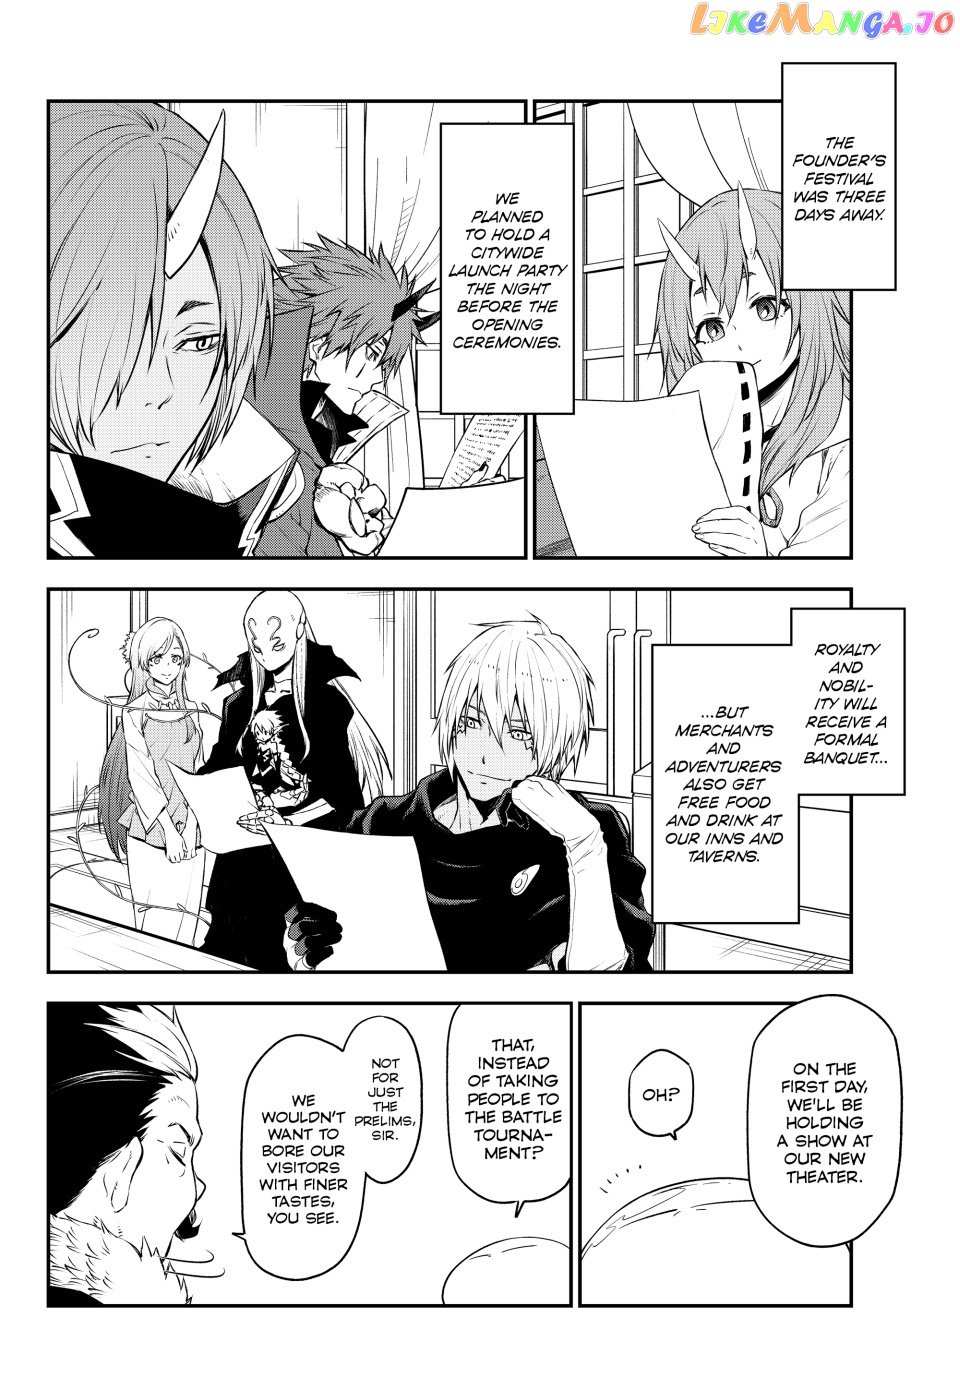 LIKEMANGA.IO
THE
FOUNDER'S
FESTIVAL
WAS THREE
DAYS AWAY.
WE
PLANNED
TO HOLD A
CITYWIDE
LAUNCH PARTY
THE NIGHT
BEFORE THE
OPENING
CEREMONIES.
ROYALTY
AND
NOBIL-
ITY WILL
RECEIVE A
FORMAL
BANQUET...
...BUT
MERCHANTS
AND
ADVENTURERS
ALSO GET
FREE FOOD
AND DRINK AT
OUR INNS AND
TAVERNS.
ON THE
FIRST DAY,
WE'LL BE
HOLDING
A SHOW AT
OUR NEW
THEATER.
OH?
THAT,
INSTEAD
OF TAKING
PEOPLE TO
THE BATTLE
TOURNA-
MENT?
NOT
FOR
JUST
THE
PRELIMS,
SIR.
WE
WOULDN'T
WANT TO
BORE OUR
VISITORS
WITH FINER
TASTES,
YOU SEE.